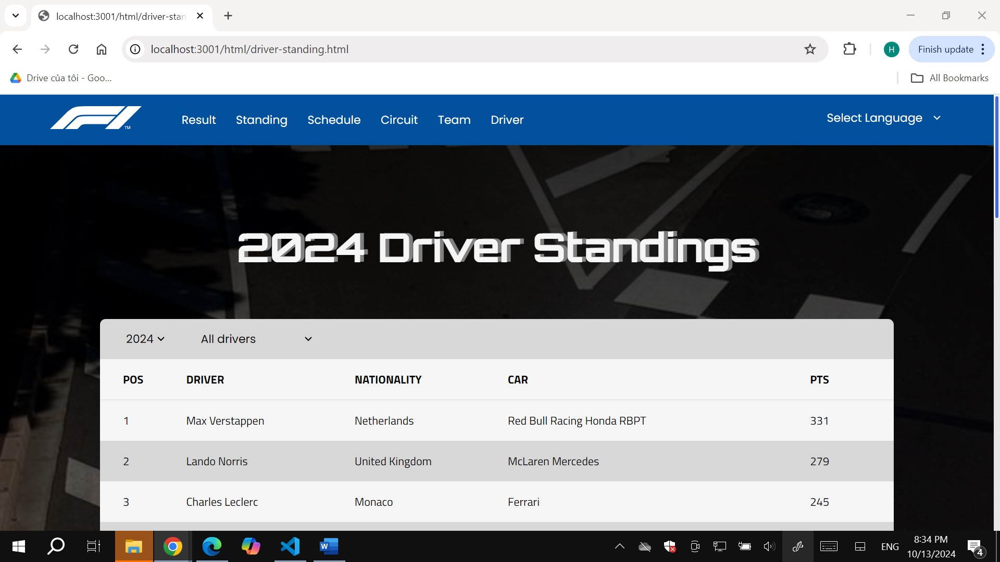 localhost:3001/html/driver-stan
localhost:3001/html/driver-standing.html
H
Finish update
Drive của tôi - Goo...
All Bookmarks
F1 TM
Result Standing Schedule Circuit Team Driver
Select Language
2024 Driver Standings
2024 All drivers
POS DRIVER NATIONALITY CAR PTS
1 Max Verstappen Netherlands Red Bull Racing Honda RBPT 331
2 Lando Norris United Kingdom McLaren Mercedes 279
3 Charles Leclerc Monaco Ferrari 245
W
ENG
8:34 PM
10/13/2024
4